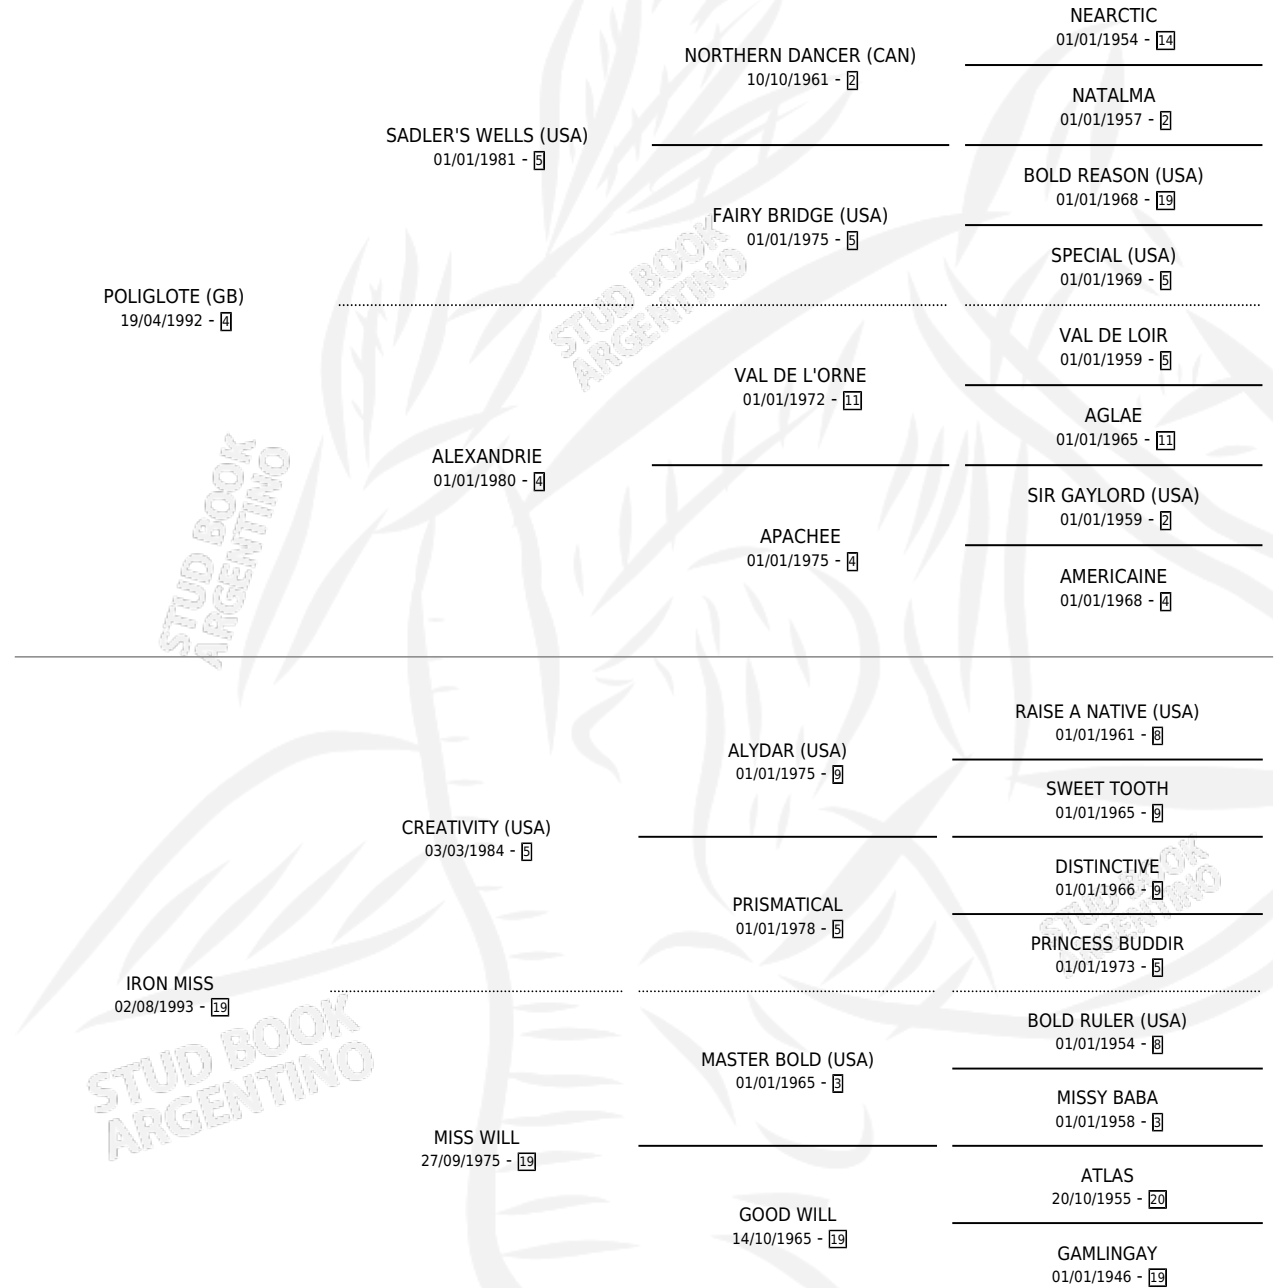 NEARCTIC
01/01/1954 - 14
NORTHERN DANCER (CAN)
10/10/1961 - 2
NATALMA
01/01/1957 - 2
SADLER'S WELLS (USA)
01/01/1981 - 5
BOLD REASON (USA)
01/01/1968 - 19
FAIRY BRIDGE (USA)
01/01/1975 - 5
SPECIAL (USA)
01/01/1969 - 5
POLIGLOTE (GB)
19/04/1992 - 4
STUD BOOK
ARGENTINO
VAL DE LOIR
01/01/1959 - 5
VAL DE L'ORNE
01/01/1972 - 11
AGLAE
01/01/1965 - 11
ALEXANDRIE
01/01/1980 - 4
SIR GAYLORD (USA)
01/01/1959 - 2
APACHEE
01/01/1975 - 4
AMERICAINE
01/01/1968 - 4
STUD BOOK
ARGENTINO
RAISE A NATIVE (USA)
01/01/1961 - 8
ALYDAR (USA)
01/01/1975 - 9
SWEET TOOTH
01/01/1965 - 9
CREATIVITY (USA)
03/03/1984 - 5
DISTINCTIVE
01/01/1966 - 9
STUD BOOK
ARGENTINO
PRISMATICAL
01/01/1978 - 5
PRINCESS BUDDIR
01/01/1973 - 5
IRON MISS
02/08/1993 - 19
STUD BOOK
ARGENTINO
BOLD RULER (USA)
01/01/1954 - 8
MASTER BOLD (USA)
01/01/1965 - 3
MISSY BABA
01/01/1958 - 3
MISS WILL
27/09/1975 - 19
ATLAS
20/10/1955 - 20
GOOD WILL
14/10/1965 - 19
GAMLINGAY
01/01/1946 - 19